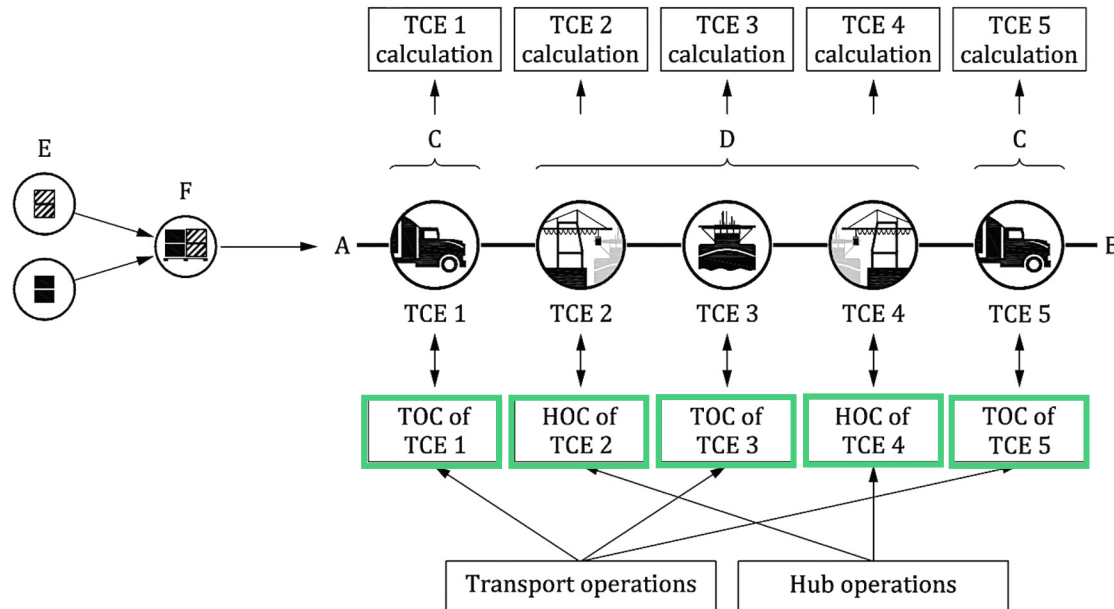 TCE 1
calculation
TCE 2
calculation
TCE 3
calculation
TCE 4
calculation
TCE 5
calculation
C
D
C
E
F
A
B
TCE 1
TCE 2
TCE 3
TCE 4
TCE 5
TOC of
TCE 1
HOC of
TCE 2
TOC of
TCE 3
HOC of
TCE 4
TOC of
TCE 5
Transport operations
Hub operations